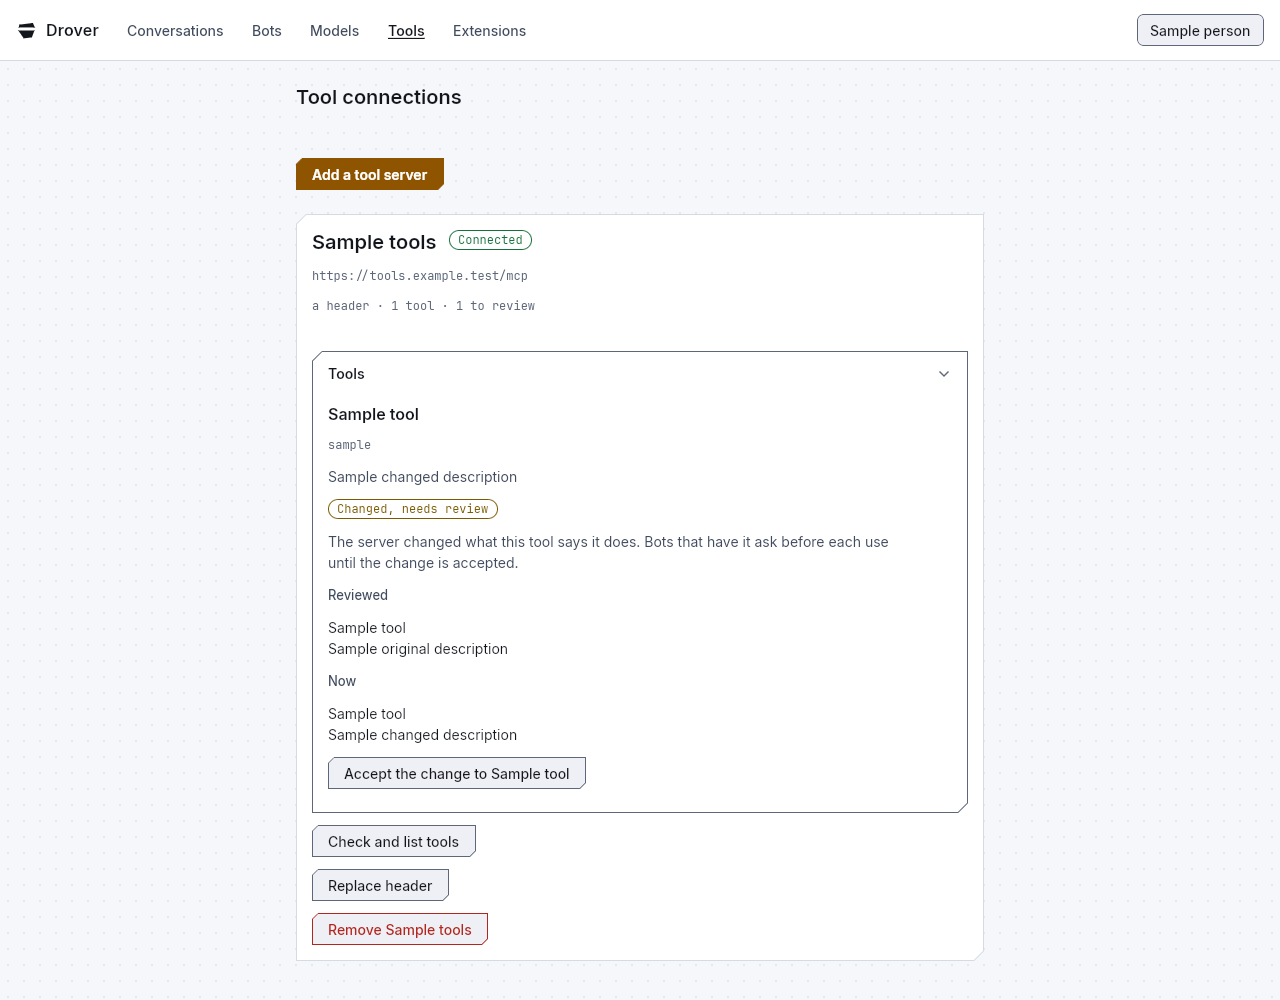 Drover
Conversations
Bots
Models
Tools
Extensions
Sample person
Tool connections
Add a tool server
Sample tools
Connected
https://tools.example.test/mcp
a header · 1 tool · 1 to review
Tools
Sample tool
sample
Sample changed description
Changed, needs review
The server changed what this tool says it does. Bots that have it ask before each use
until the change is accepted.
Reviewed
Sample tool
Sample original description
Now
Sample tool
Sample changed description
Accept the change to Sample tool
Check and list tools
Replace header
Remove Sample tools